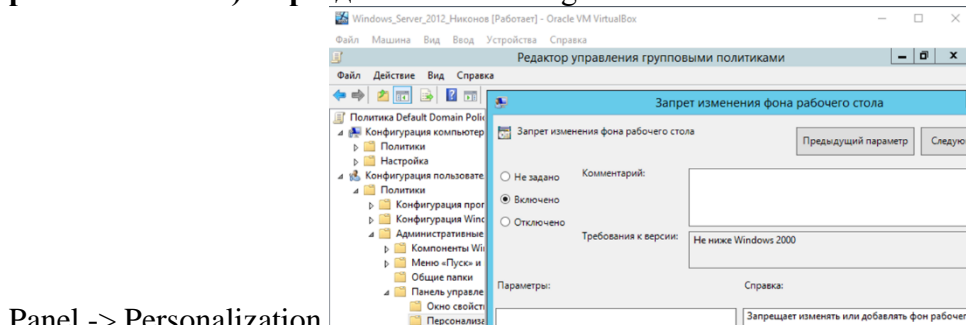 Windows_Server_2012_Никонов [Работает] - Oracle VM VirtualBox
Файл Машина Вид Ввод Устройства Справка
Редактор управления групповыми политиками
Файл Действие Вид Справка
Запрет изменения фона рабочего стола
Политика Default Domain Polic
Конфигурация компьютер
Политики
Настройка
Конфигурация пользовате
Политики
Конфигурация прог
Конфигурация Winc
Административные
Компоненты Wi
Меню «Пуск» и
Общие папки
Панель управле
Окно свойст
Персонализа
Запрет изменения фона рабочего стола
Предыдущий параметр Следую
Не задано Комментарий:
Включено
Отключено
Требования к версии: Не ниже Windows 2000
Параметры: Справка:
Запрещает изменять или добавлять фон рабочег
Panel -> Personalization